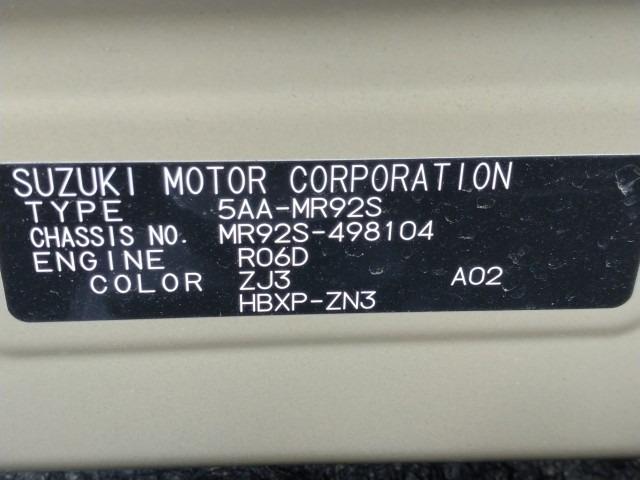 SUZUKI MOTOR CORPORATION
TYPE 5AA-MR92S
CHASSIS NO. MR92S-498104
ENGINE R06D
COLOR ZJ3 A02
HBXP-ZN3